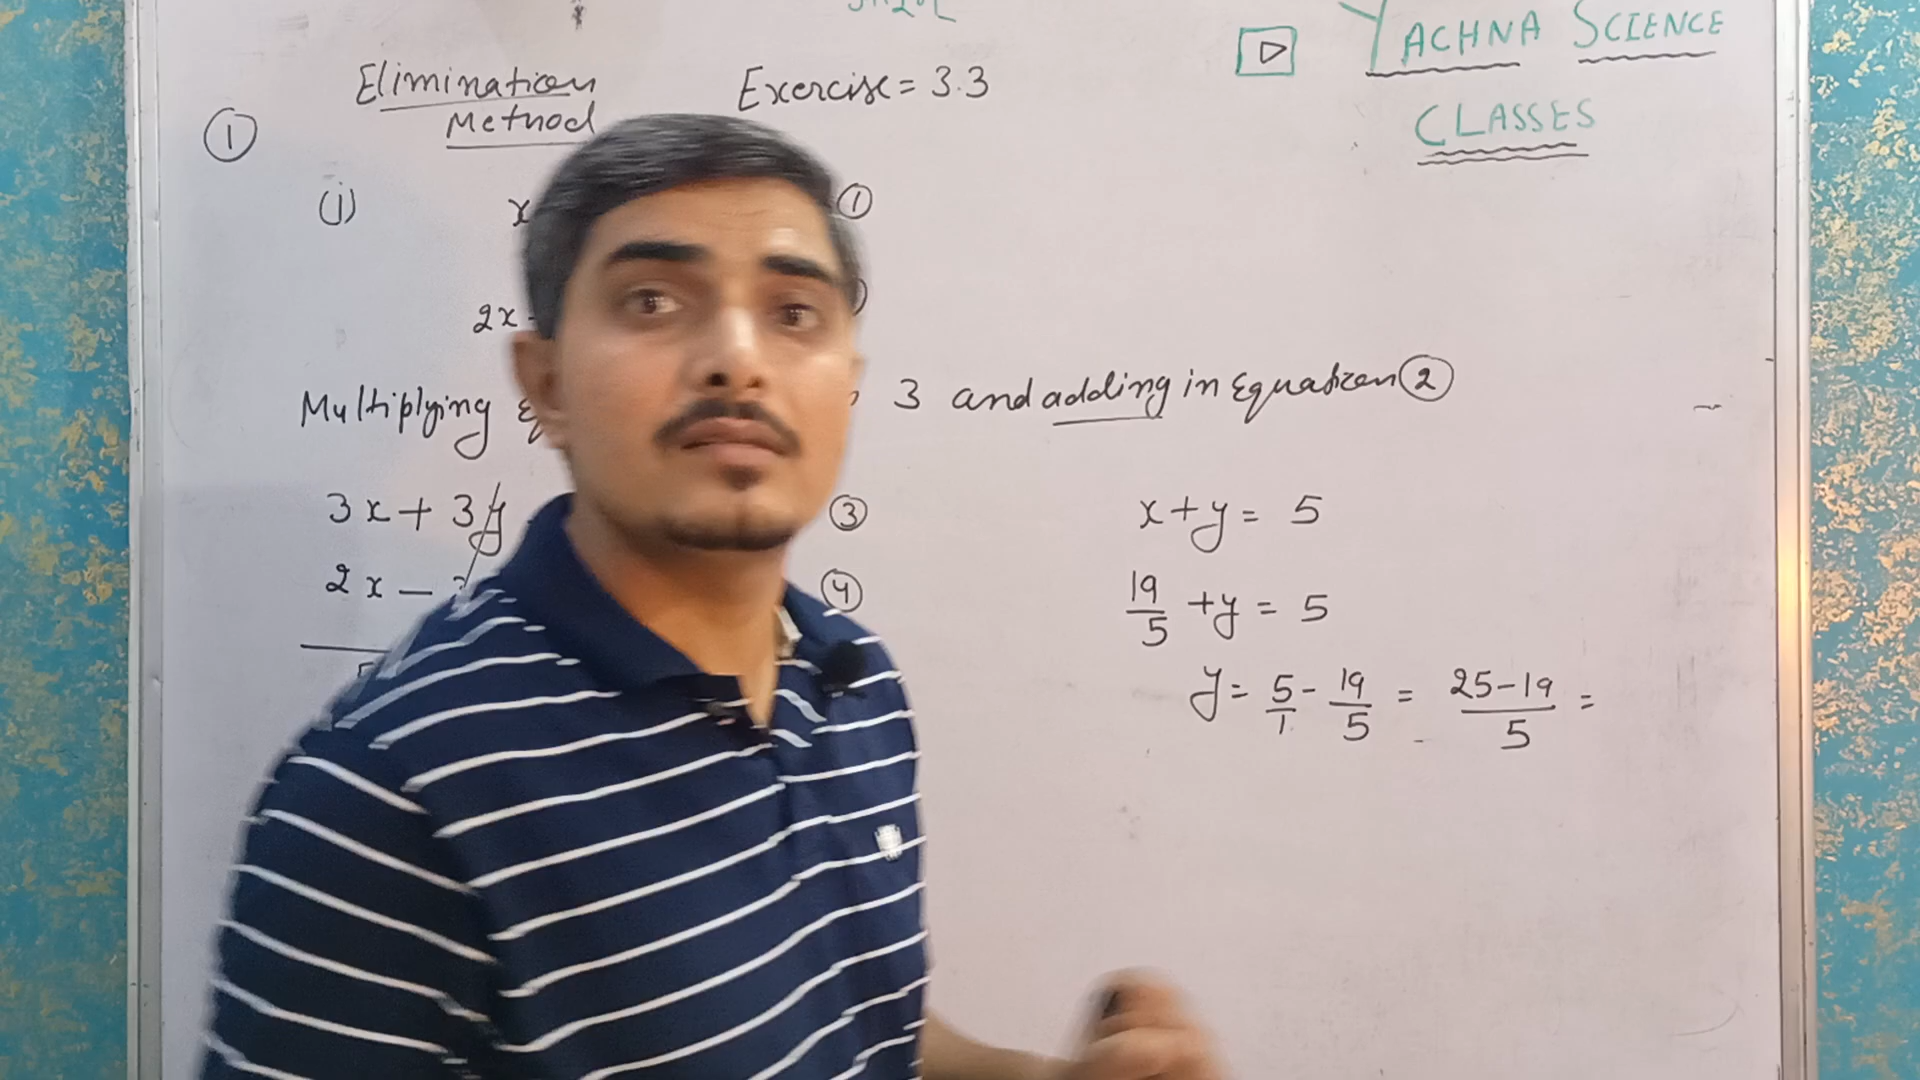 YACHNA SCIENCE
CLASSES
Elimination Exercise = 3.3
Method
①
(i) x ①
2x -
Multiplying 3 and adding in Equation ②
3x + 3y ③
2x - ④
x + y = 5
19/5 + y = 5
y = 5/1 - 19/5 = 25-19/5 =